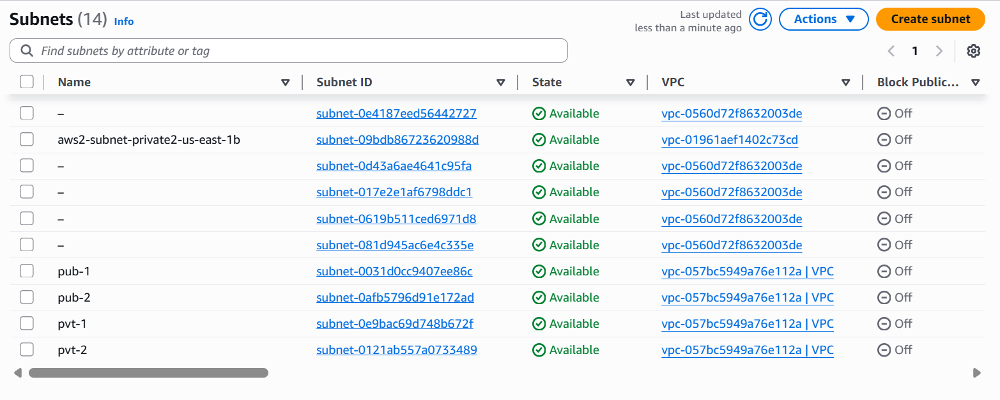 Subnets (14) Info
Last updated
less than a minute ago
Actions
Create subnet
Find subnets by attribute or tag
1
Name Subnet ID State VPC Block Public...
– subnet-0e4187eed56442727 Available vpc-0560d72f8632003de Off
aws2-subnet-private2-us-east-1b subnet-09bdb86723620988d Available vpc-01961aef1402c73cd Off
– subnet-0d43a6ae4641c95fa Available vpc-0560d72f8632003de Off
– subnet-017e2e1af6798ddc1 Available vpc-0560d72f8632003de Off
– subnet-0619b511ced6971d8 Available vpc-0560d72f8632003de Off
– subnet-081d945ac6e4c335e Available vpc-0560d72f8632003de Off
pub-1 subnet-0031d0cc9407ee86c Available vpc-057bc5949a76e112a | VPC Off
pub-2 subnet-0afb5796d91e172ad Available vpc-057bc5949a76e112a | VPC Off
pvt-1 subnet-0e9bac69d748b672f Available vpc-057bc5949a76e112a | VPC Off
pvt-2 subnet-0121ab557a0733489 Available vpc-057bc5949a76e112a | VPC Off